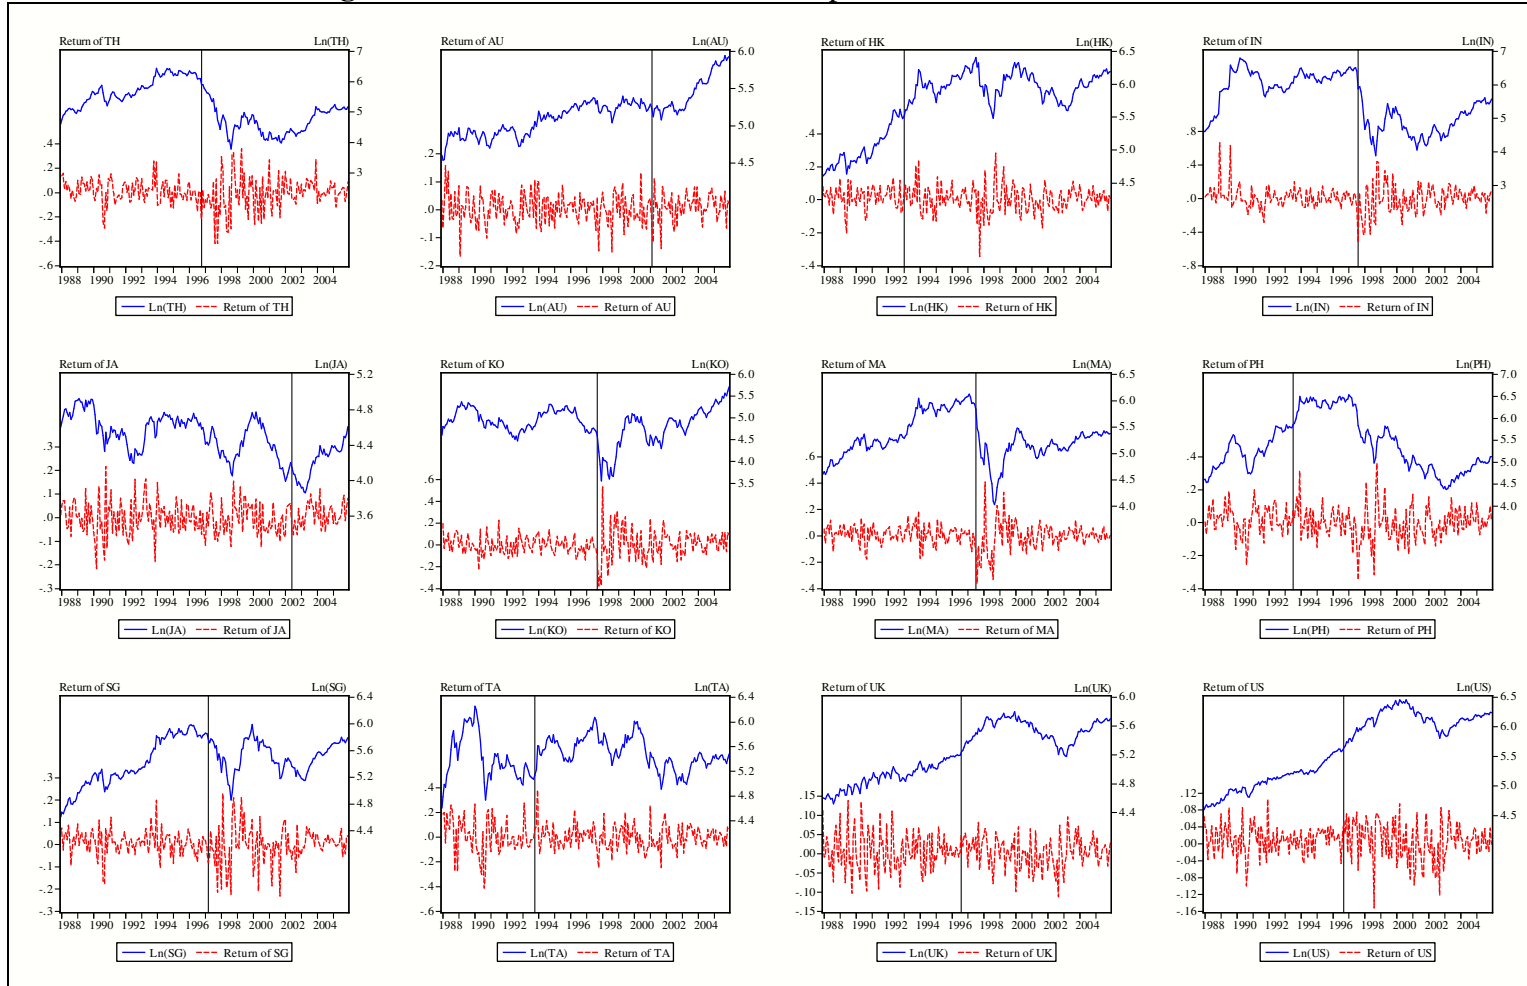 Return of TH Ln(TH) Return of AU Ln(AU) Return of HK Ln(HK) Return of IN Ln(IN)
7 6.0 6.5 7
6 5.5 6.0 6
5 5.0 5.5 5
4 4.5 5.0 4
3 4.5 3
.4 .2 .4 .8
.2 .1 .2 .4
.0 .0 .0 .0
-.2 -.1 -.2 -.4
-.4 -.2 -.4 -.8
-.6
1988 1990 1992 1994 1996 1998 2000 2002 2004 1988 1990 1992 1994 1996 1998 2000 2002 2004 1988 1990 1992 1994 1996 1998 2000 2002 2004 1988 1990 1992 1994 1996 1998 2000 2002 2004
Ln(TH) Return of TH Ln(AU) Return of AU Ln(HK) Return of HK Ln(IN) Return of IN
Return of JA Ln(JA) Return of KO Ln(KO) Return of MA Ln(MA) Return of PH Ln(PH)
5.2 6.0 6.5 7.0
4.8 5.5 6.0 6.5
4.4 5.0 5.5 6.0
4.0 4.5 5.0 5.5
3.6 4.0 4.5 5.0
3.5 4.0 4.5
4.0
.3 .6 .6 .4
.2 .4 .4 .2
.1 .2 .2 .0
.0 .0 .0 -.2
-.1 -.2 -.2 -.4
-.2 -.4 -.4
-.3
1988 1990 1992 1994 1996 1998 2000 2002 2004 1988 1990 1992 1994 1996 1998 2000 2002 2004 1988 1990 1992 1994 1996 1998 2000 2002 2004 1988 1990 1992 1994 1996 1998 2000 2002 2004
Ln(JA) Return of JA Ln(KO) Return of KO Ln(MA) Return of MA Ln(PH) Return of PH
Return of SG Ln(SG) Return of TA Ln(TA) Return of UK Ln(UK) Return of US Ln(US)
6.4 6.4 6.0 6.5
6.0 6.0 5.6 6.0
5.6 5.6 5.2 5.5
5.2 5.2 4.8 5.0
4.8 4.8 4.4 4.5
4.4 4.4
.3 .4 .15 .12
.2 .2 .10 .08
.1 .0 .05 .04
.0 -.2 .00 .00
-.1 -.4 -.05 -.04
-.2 -.6 -.10 -.08
-.3 -.15 -.12
-.16
1988 1990 1992 1994 1996 1998 2000 2002 2004 1988 1990 1992 1994 1996 1998 2000 2002 2004 1988 1990 1992 1994 1996 1998 2000 2002 2004 1988 1990 1992 1994 1996 1998 2000 2002 2004
Ln(SG) Return of SG Ln(TA) Return of TA Ln(UK) Return of UK Ln(US) Return of US